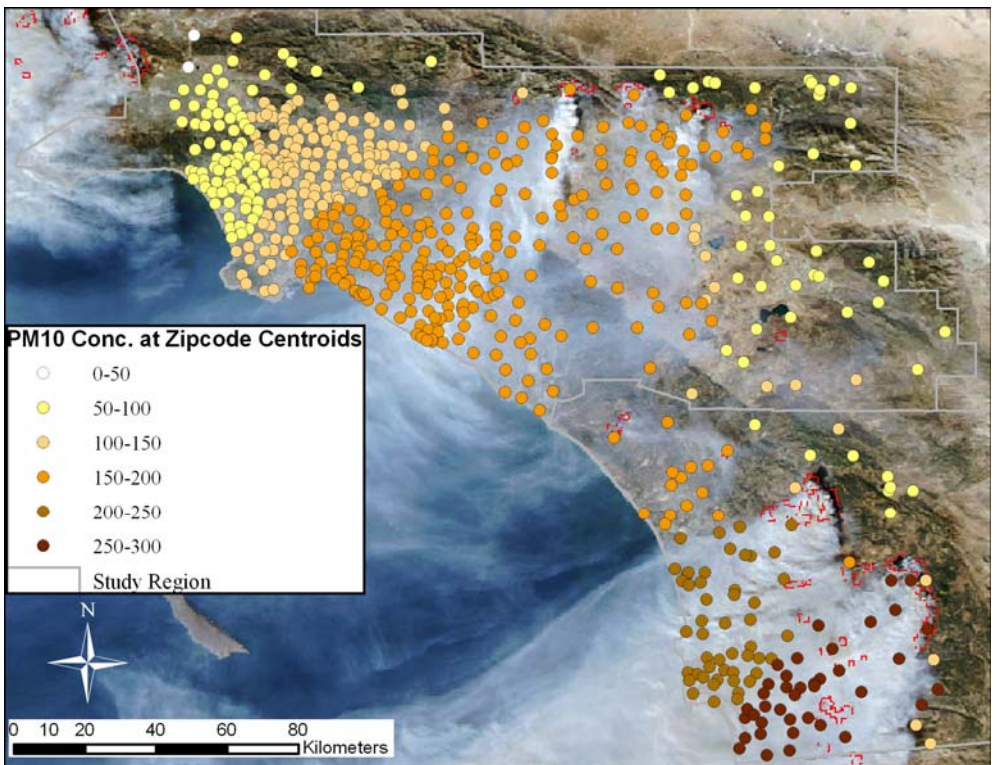 PM10 Conc. at Zipcode Centroids
0-50
50-100
100-150
150-200
200-250
250-300
Study Region
N
0 10 20 40 60 80
Kilometers